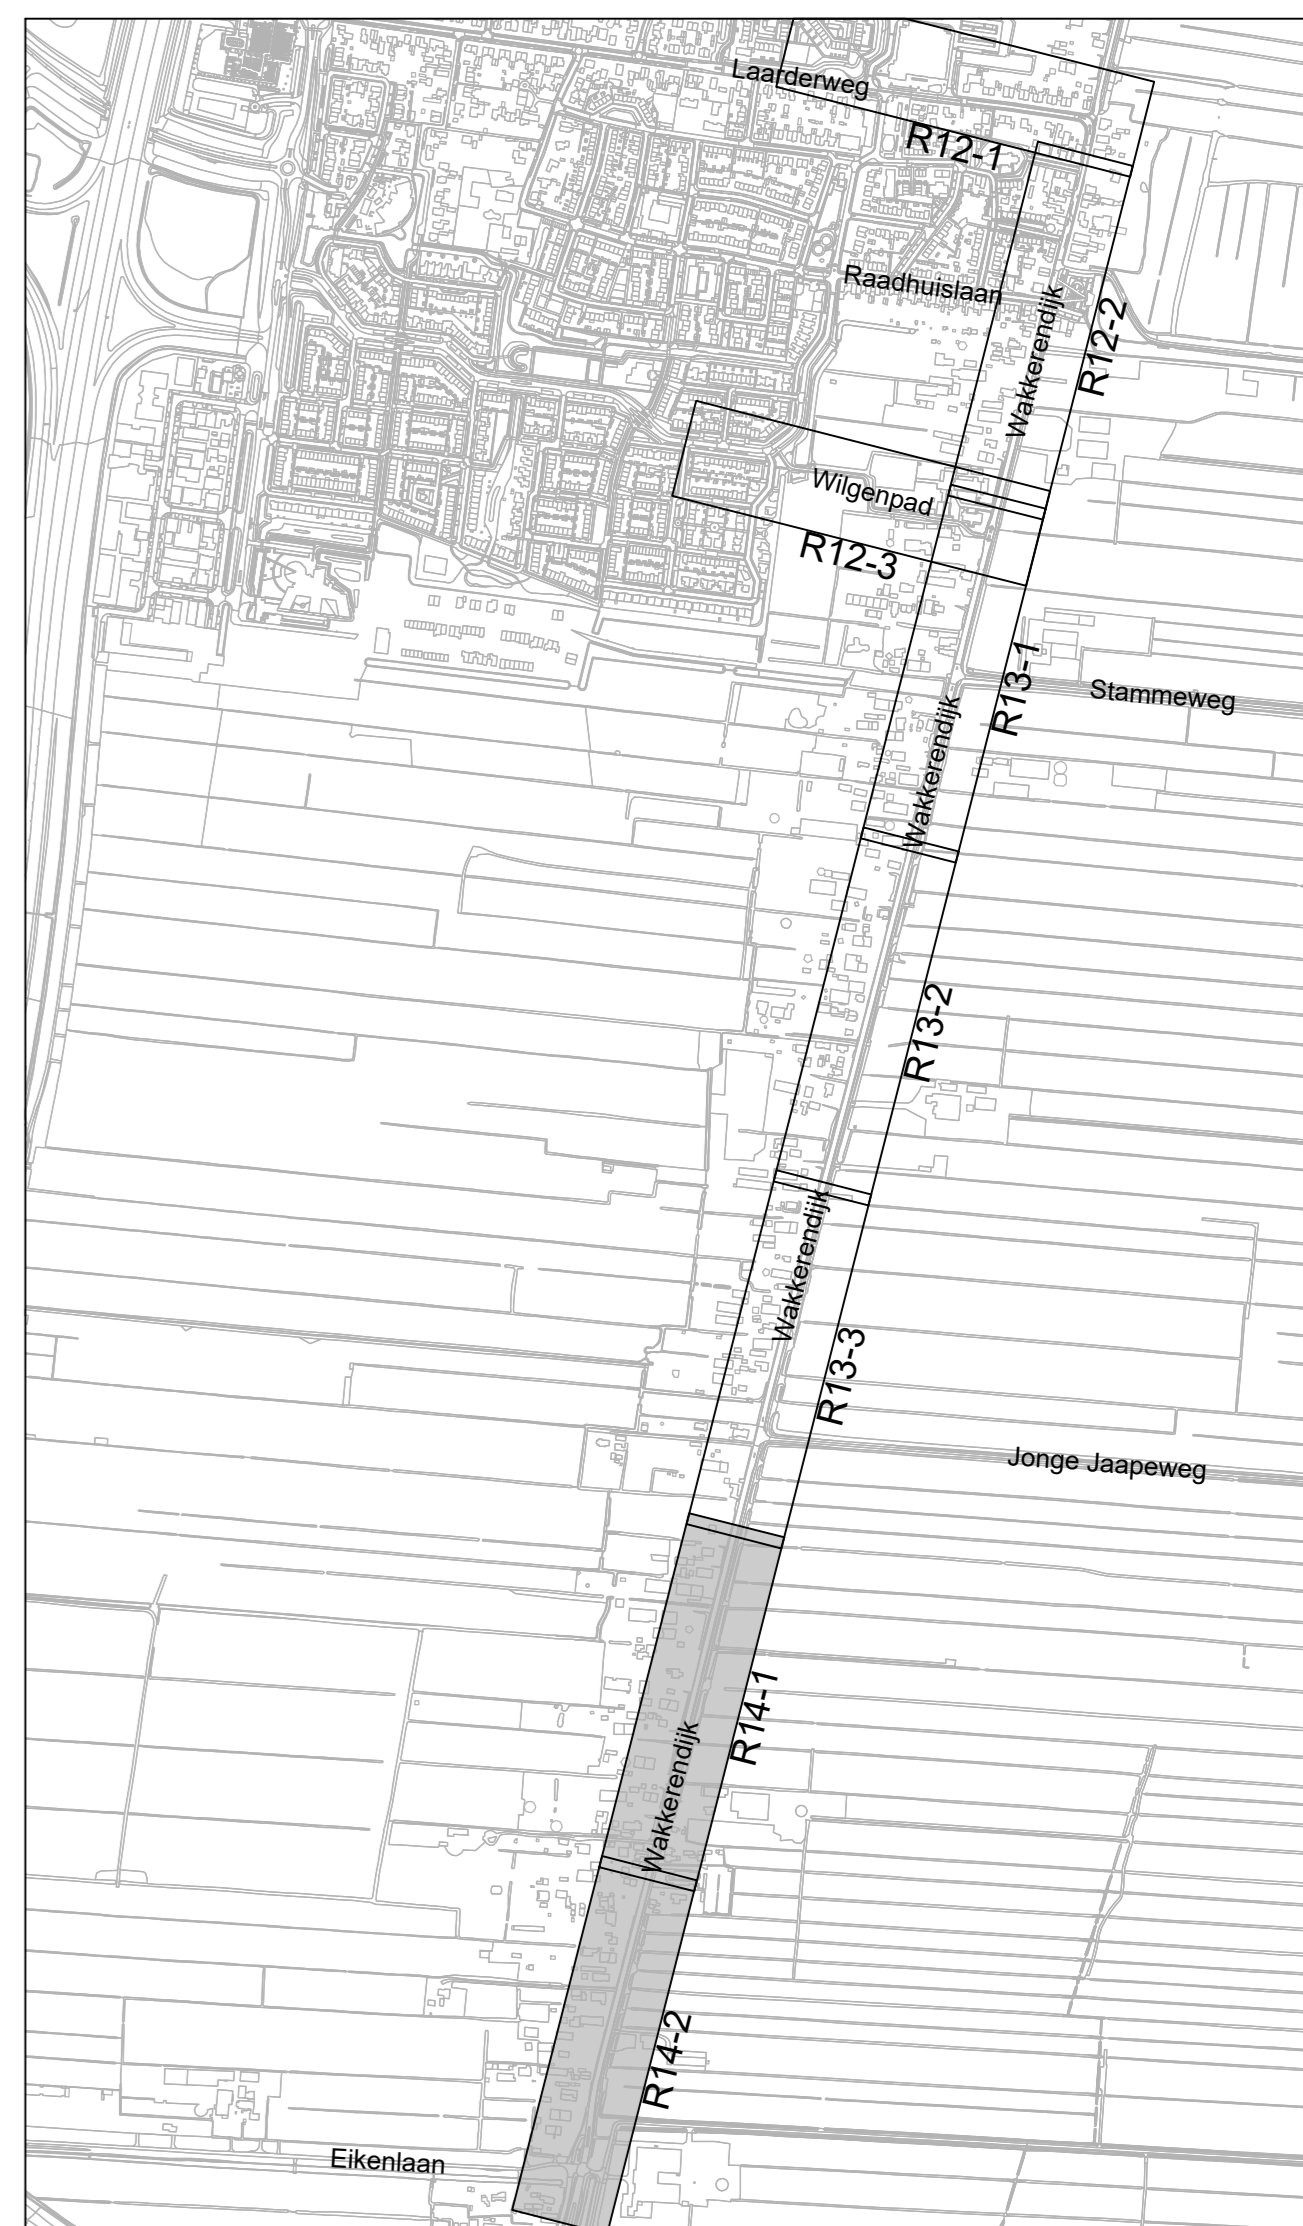 Laarderweg
R12-1
Raadhuislaan
Wakkerendijk
R12-2
Wilgenpad
R12-3
R13-1
Stammeweg
Wakkerendijk
R13-2
Wakkerendijk
R13-3
Jonge Jaapeweg
R14-1
Wakkerendijk
R14-2
Eikenlaan